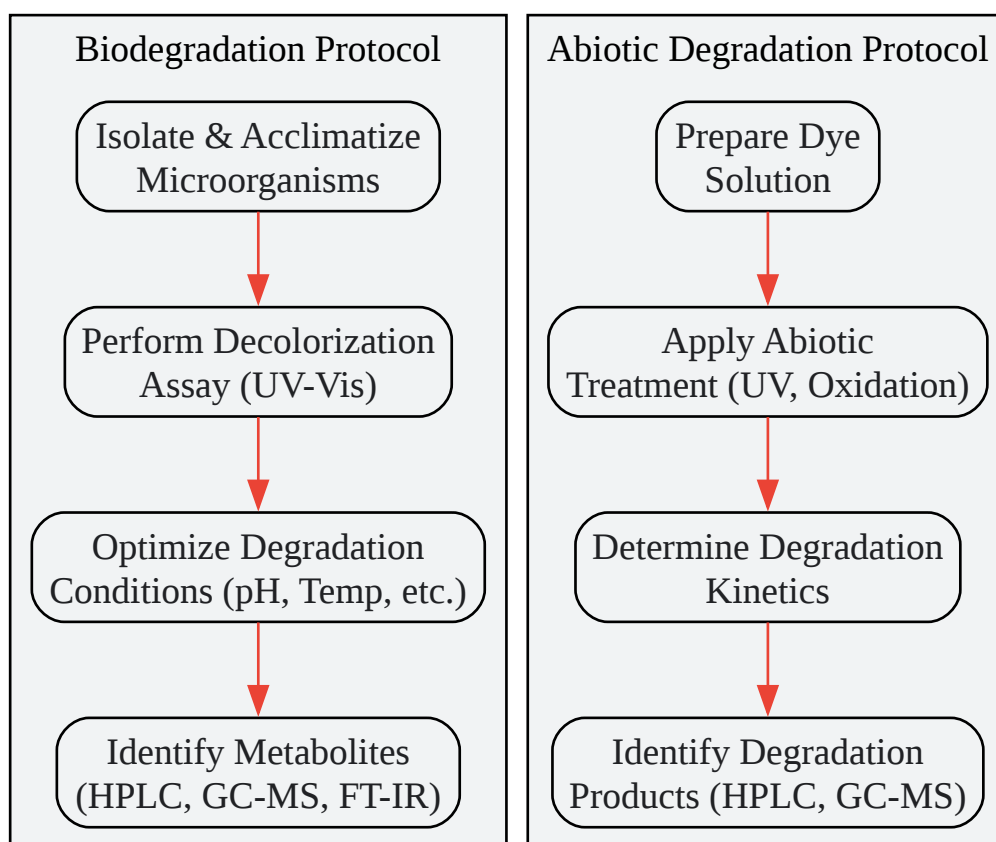 Biodegradation Protocol
Isolate & Acclimatize
Microorganisms
Perform Decolorization
Assay (UV-Vis)
Optimize Degradation
Conditions (pH, Temp, etc.)
Identify Metabolites
(HPLC, GC-MS, FT-IR)
Abiotic Degradation Protocol
Prepare Dye
Solution
Apply Abiotic
Treatment (UV, Oxidation)
Determine Degradation
Kinetics
Identify Degradation
Products (HPLC, GC-MS)